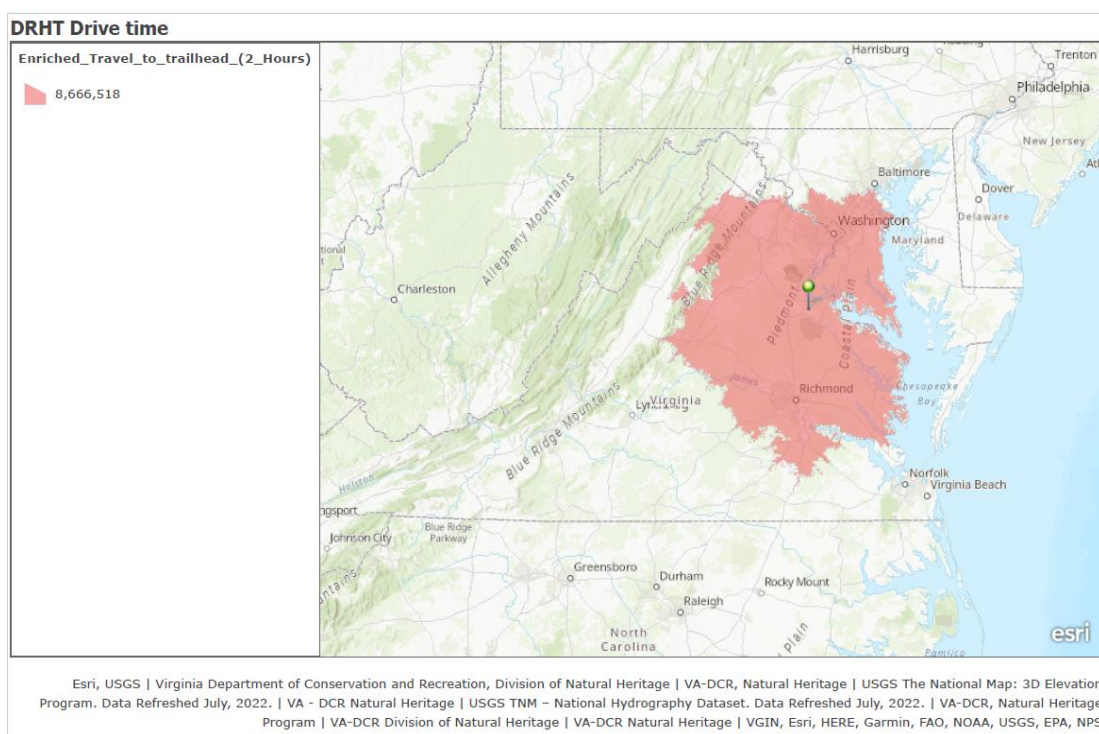 DRHT Drive time
Enriched_Travel_to_trailhead_(2_Hours)
8,666,518
Harrisburg
Trenton
Philadelphia
New Jersey
Baltimore
Dover
Delaware
Washington
Maryland
Allegheny Mountains
Blue Ridge Mountains
Charleston
Piedmont
Coastal Plain
James
Richmond
Chesapeake
Bay
Virginia
Blue Ridge Mountains
Holston
Norfolk
Virginia Beach
ngsport
Johnson City
Blue Ridge
Parkway
Greensboro
Durham
Rocky Mount
Raleigh
North
Carolina
Plain
Pamlico
esri
Esri, USGS | Virginia Department of Conservation and Recreation, Division of Natural Heritage | VA-DCR, Natural Heritage | USGS The National Map: 3D Elevation
Program. Data Refreshed July, 2022. | VA - DCR Natural Heritage | USGS TNM – National Hydrography Dataset. Data Refreshed July, 2022. | VA-DCR, Natural Heritage
Program | VA-DCR Division of Natural Heritage | VA-DCR Natural Heritage | VGIN, Esri, HERE, Garmin, FAO, NOAA, USGS, EPA, NPS